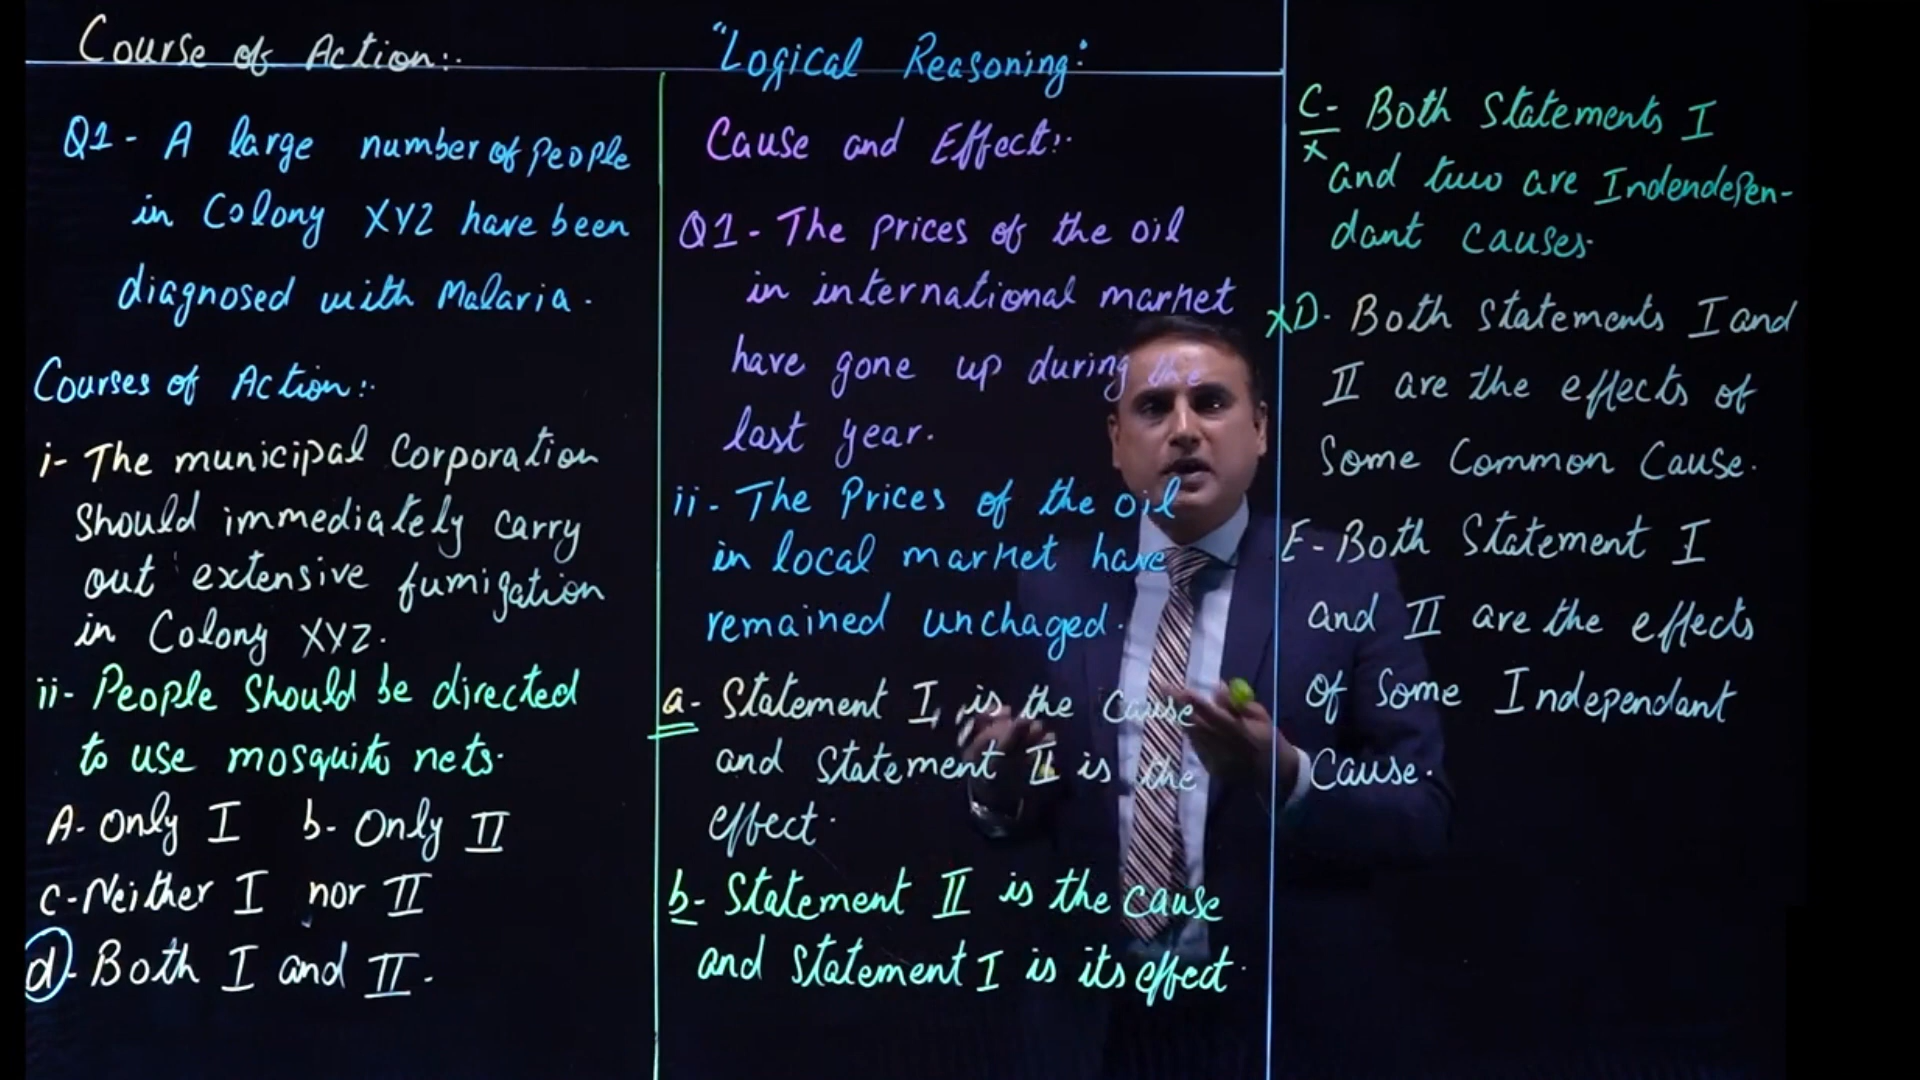 Course of Action:-
"Logical Reasoning:"
Q1- A large number of people
in Colony XYZ have been
diagnosed with Malaria.
Courses of Action:-
i- The municipal Corporation
Should immediately carry
out extensive fumigation
in Colony XYZ.
ii- People Should be directed
to use mosquito nets.
A- only I b- Only II
C- Neither I nor II
d- Both I and II.
Cause and Effect:-
Q1- The prices of the oil
in international market
have gone up during the
last year.
ii- The Prices of the oil
in local market have
remained unchaged.
a- Statement I is the Cause
and Statement II is the
effect.
b- Statement II is the cause
and Statement I is its effect.
C- Both Statements I
x
and two are Indendepen-
dant Causes.
xD- Both Statements I and
II are the effects of
Some Common Cause.
E- Both Statement I
and II are the effects
of Some Independant
Cause.